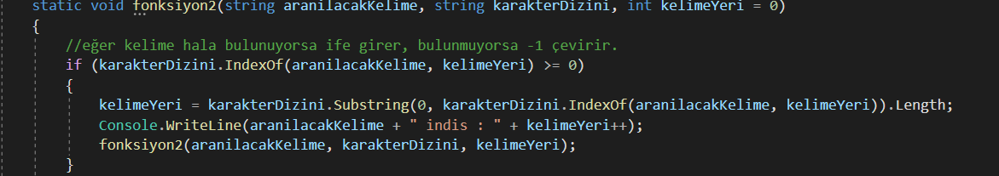 static void fonksiyon2(string aranilacakKelime, string karakterDizini, int kelimeYeri = 0)
{
//eğer kelime hala bulunuyorsa ife girer, bulunmuyorsa -1 çevirir.
if (karakterDizini.IndexOf(aranilacakKelime, kelimeYeri) >= 0)
{
kelimeYeri = karakterDizini.Substring(0, karakterDizini.IndexOf(aranilacakKelime, kelimeYeri)).Length;
Console.WriteLine(aranilacakKelime + " indis : " + kelimeYeri++);
fonksiyon2(aranilacakKelime, karakterDizini, kelimeYeri);
}